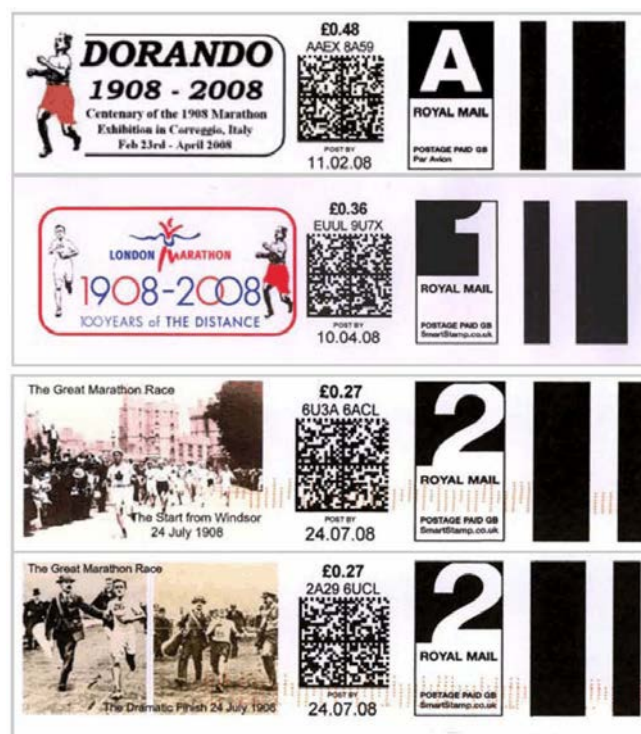 DORANDO
1908 - 2008
Centenary of the 1908 Marathon
Exhibition in Correggio, Italy
Feb 23rd - April 2008
£0.48
AAEX 8A59
POST BY
11.02.08
A
ROYAL MAIL
POSTAGE PAID GB
Par Avion
LONDON MARATHON
1908-2008
100 YEARS of THE DISTANCE
£0.36
EUUL 9U7X
POST BY
10.04.08
1
ROYAL MAIL
POSTAGE PAID GB
SmartStamp.co.uk
The Great Marathon Race
The Start from Windsor
24 July 1908
£0.27
6U3A 6ACL
POST BY
24.07.08
2
ROYAL MAIL
POSTAGE PAID GB
SmartStamp.co.uk
The Great Marathon Race
The Dramatic Finish 24 July 1908
£0.27
2A29 6UCL
POST BY
24.07.08
2
ROYAL MAIL
POSTAGE PAID GB
SmartStamp.co.uk